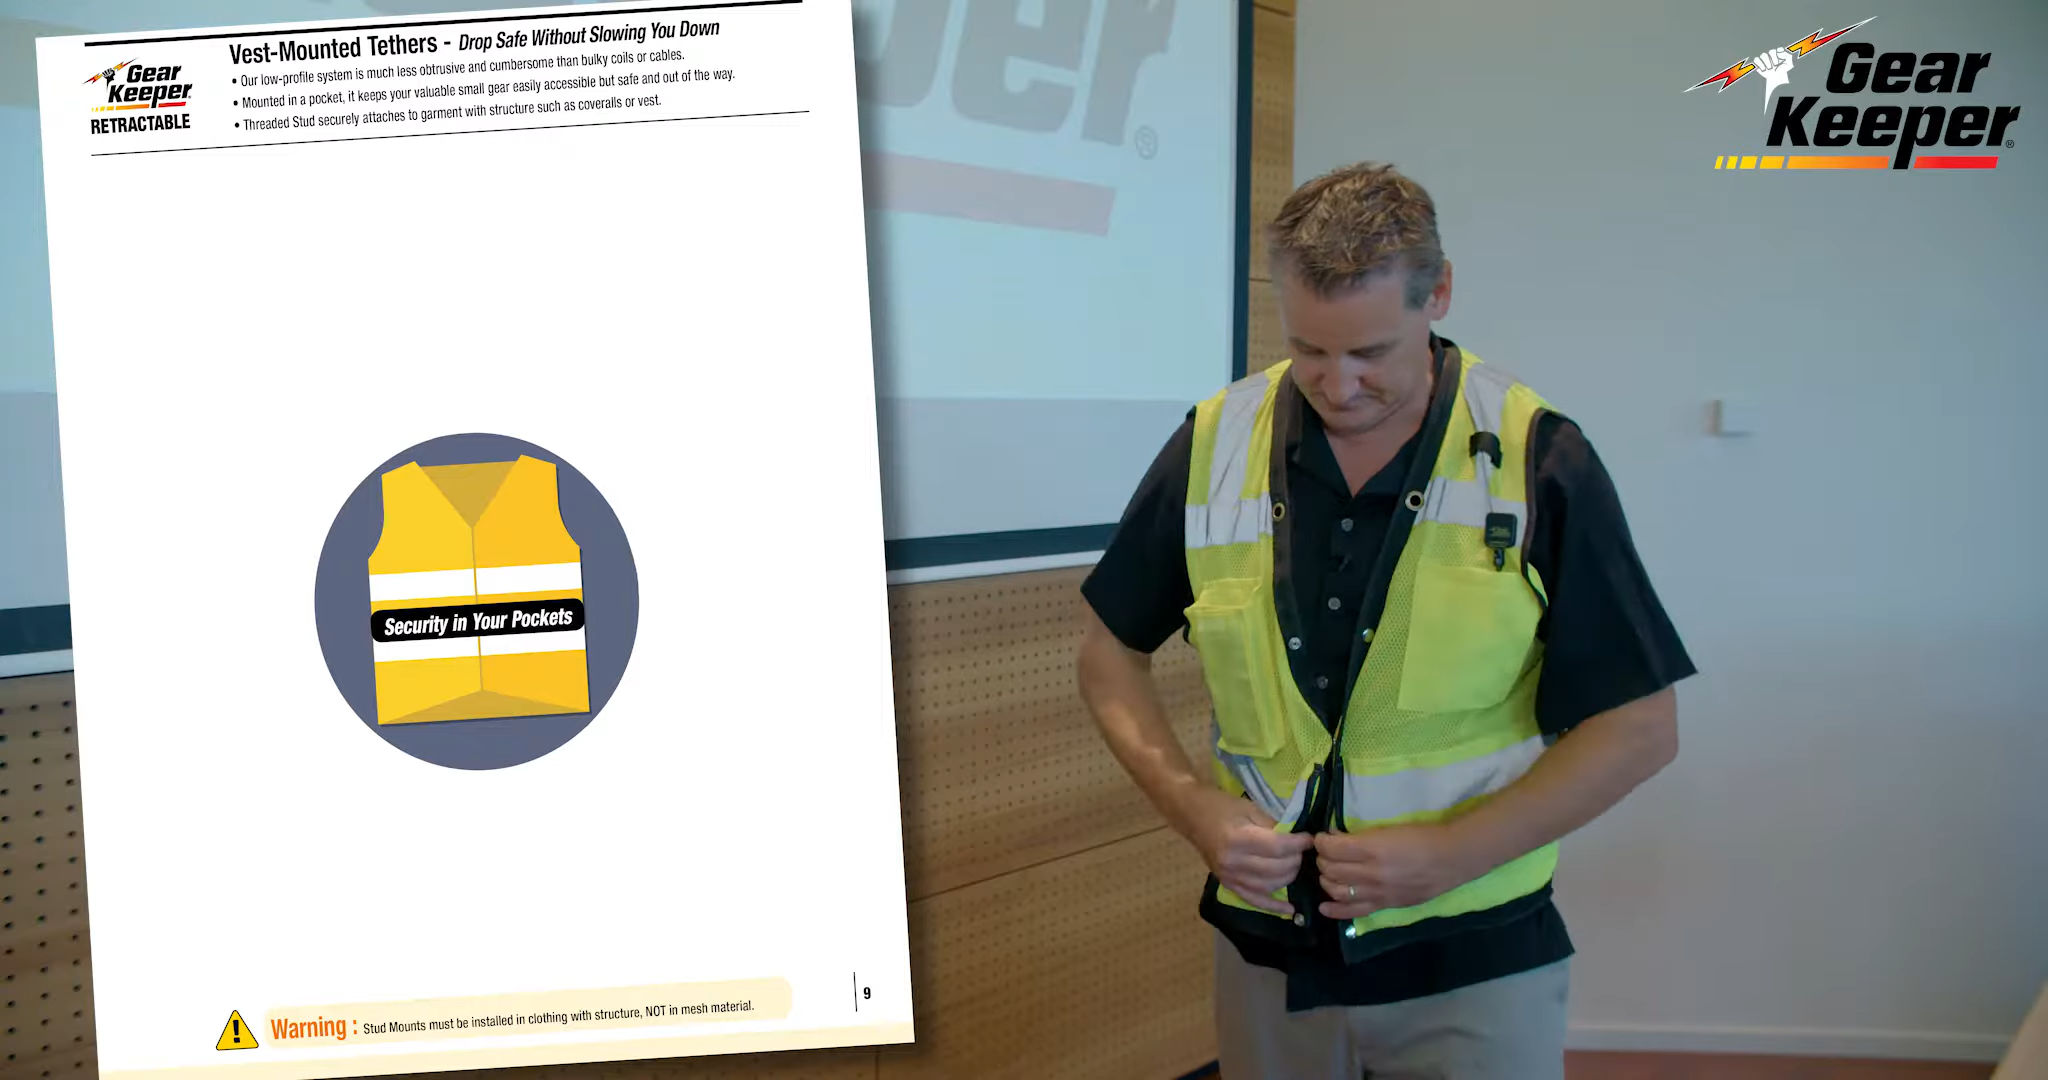 Vest-Mounted Tethers - Drop Safe Without Slowing You Down
• Our low-profile system is much less obtrusive and cumbersome than bulky coils or cables.
• Mounted in a pocket, it keeps your valuable small gear easily accessible but safe and out of the way.
• Threaded Stud securely attaches to garment with structure such as coveralls or vest.
Gear
Keeper®
RETRACTABLE
Security in Your Pockets
Warning : Stud Mounts must be installed in clothing with structure, NOT in mesh material.
9
eper®
Gear
Keeper®